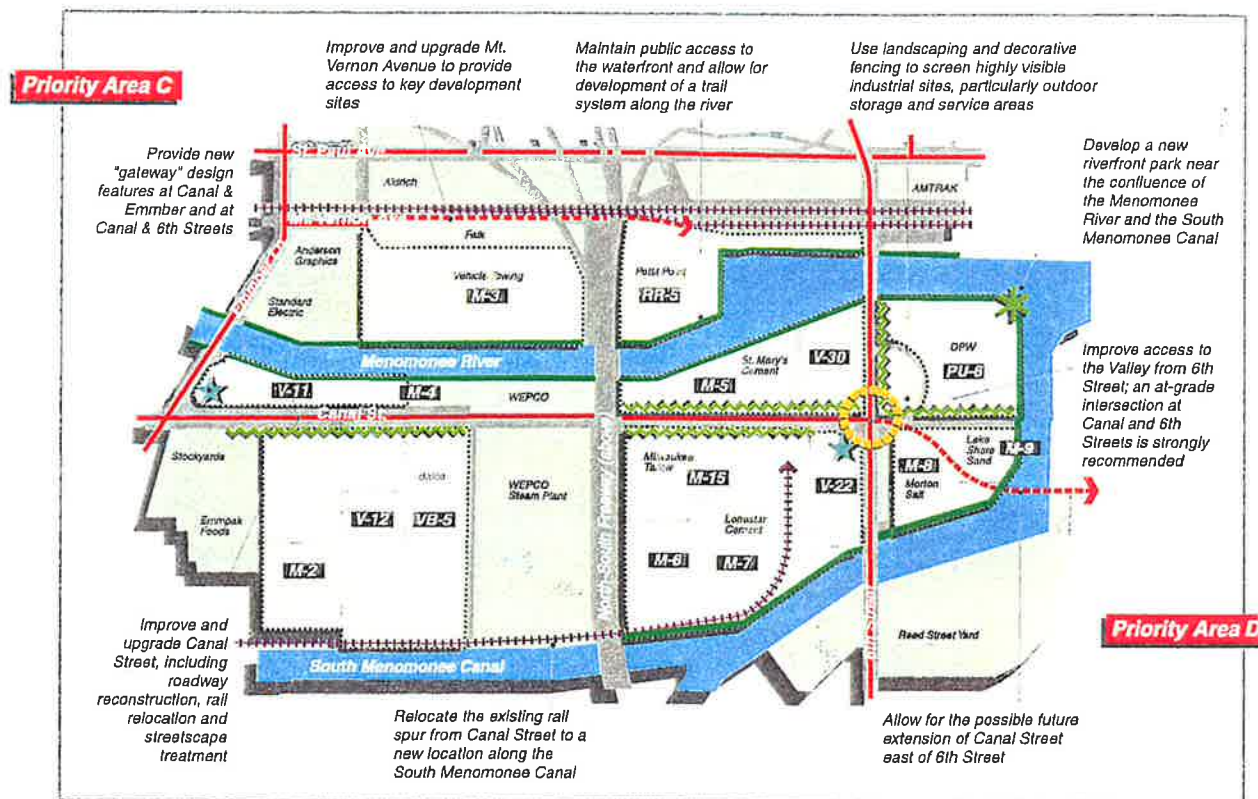 Priority Area C
Improve and upgrade Mt.
Vernon Avenue to provide
access to key development
sites
Maintain public access to
the waterfront and allow for
development of a trail
system along the river
Use landscaping and decorative
fencing to screen highly visible
industrial sites, particularly outdoor
storage and service areas
Provide new
"gateway" design
features at Canal &
Emmber and at
Canal & 6th Streets
Develop a new
riverfront park near
the confluence of
the Menomonee
River and the South
Menomonee Canal
St. Paul Ave
Aldrich
AMTRAK
Falk
Anderson
Graphics
Vehicle Towing
M-3
Pettit Point
RR-5
Standard
Electric
Menomonee River
St. Mary's
Cement
V-30
DPW
PU-6
V-11
M-4
WEPCO
M-5
Canal St.
Improve access to
the Valley from 6th
Street; an at-grade
intersection at
Canal and 6th
Streets is strongly
recommended
Stockyards
Milwaukee
M-15
V-22
Lake
Shore
Sand
M-9
M-8
Morton
Salt
WEPCO
Steam Plant
V-12
VB-5
Lonestar
Cement
Emmpak
Foods
M-2
M-6
M-7
North-South Freeway
6th Street
Reed Street Yard
Priority Area D
South Menomonee Canal
Improve and
upgrade Canal
Street, including
roadway
reconstruction, rail
relocation and
streetscape
treatment
Relocate the existing rail
spur from Canal Street to a
new location along the
South Menomonee Canal
Allow for the possible future
extension of Canal Street
east of 6th Street